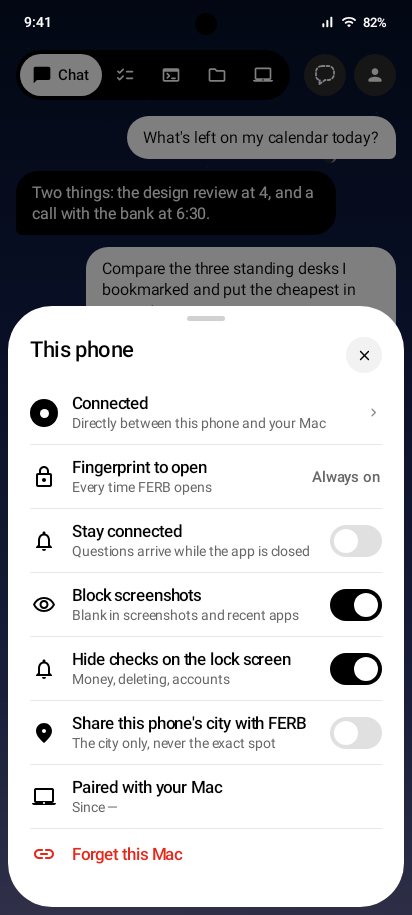 9:41
82%
Chat
What's left on my calendar today?
Two things: the design review at 4, and a
call with the bank at 6:30.
Compare the three standing desks I
bookmarked and put the cheapest in
This phone
Connected
Directly between this phone and your Mac
Fingerprint to open
Every time FERB opens
Always on
Stay connected
Questions arrive while the app is closed
Block screenshots
Blank in screenshots and recent apps
Hide checks on the lock screen
Money, deleting, accounts
Share this phone's city with FERB
The city only, never the exact spot
Paired with your Mac
Since —
Forget this Mac